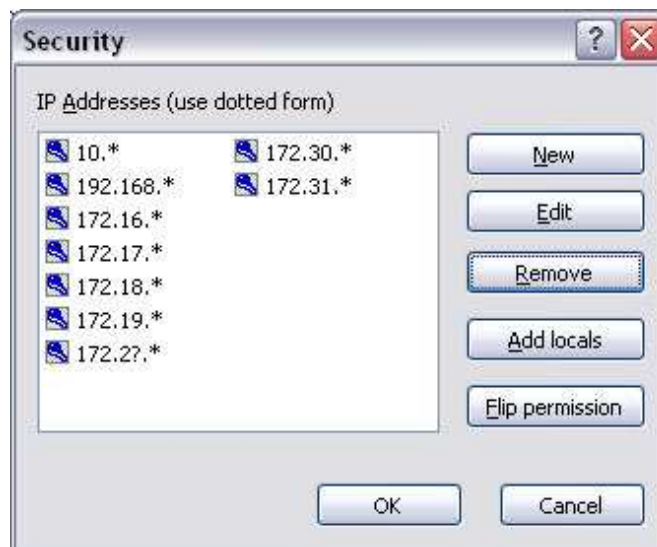 Security
IP Addresses (use dotted form)
10.*
192.168.*
172.16.*
172.17.*
172.18.*
172.19.*
172.2?.*
172.30.*
172.31.*
New
Edit
Remove
Add locals
Flip permission
OK
Cancel